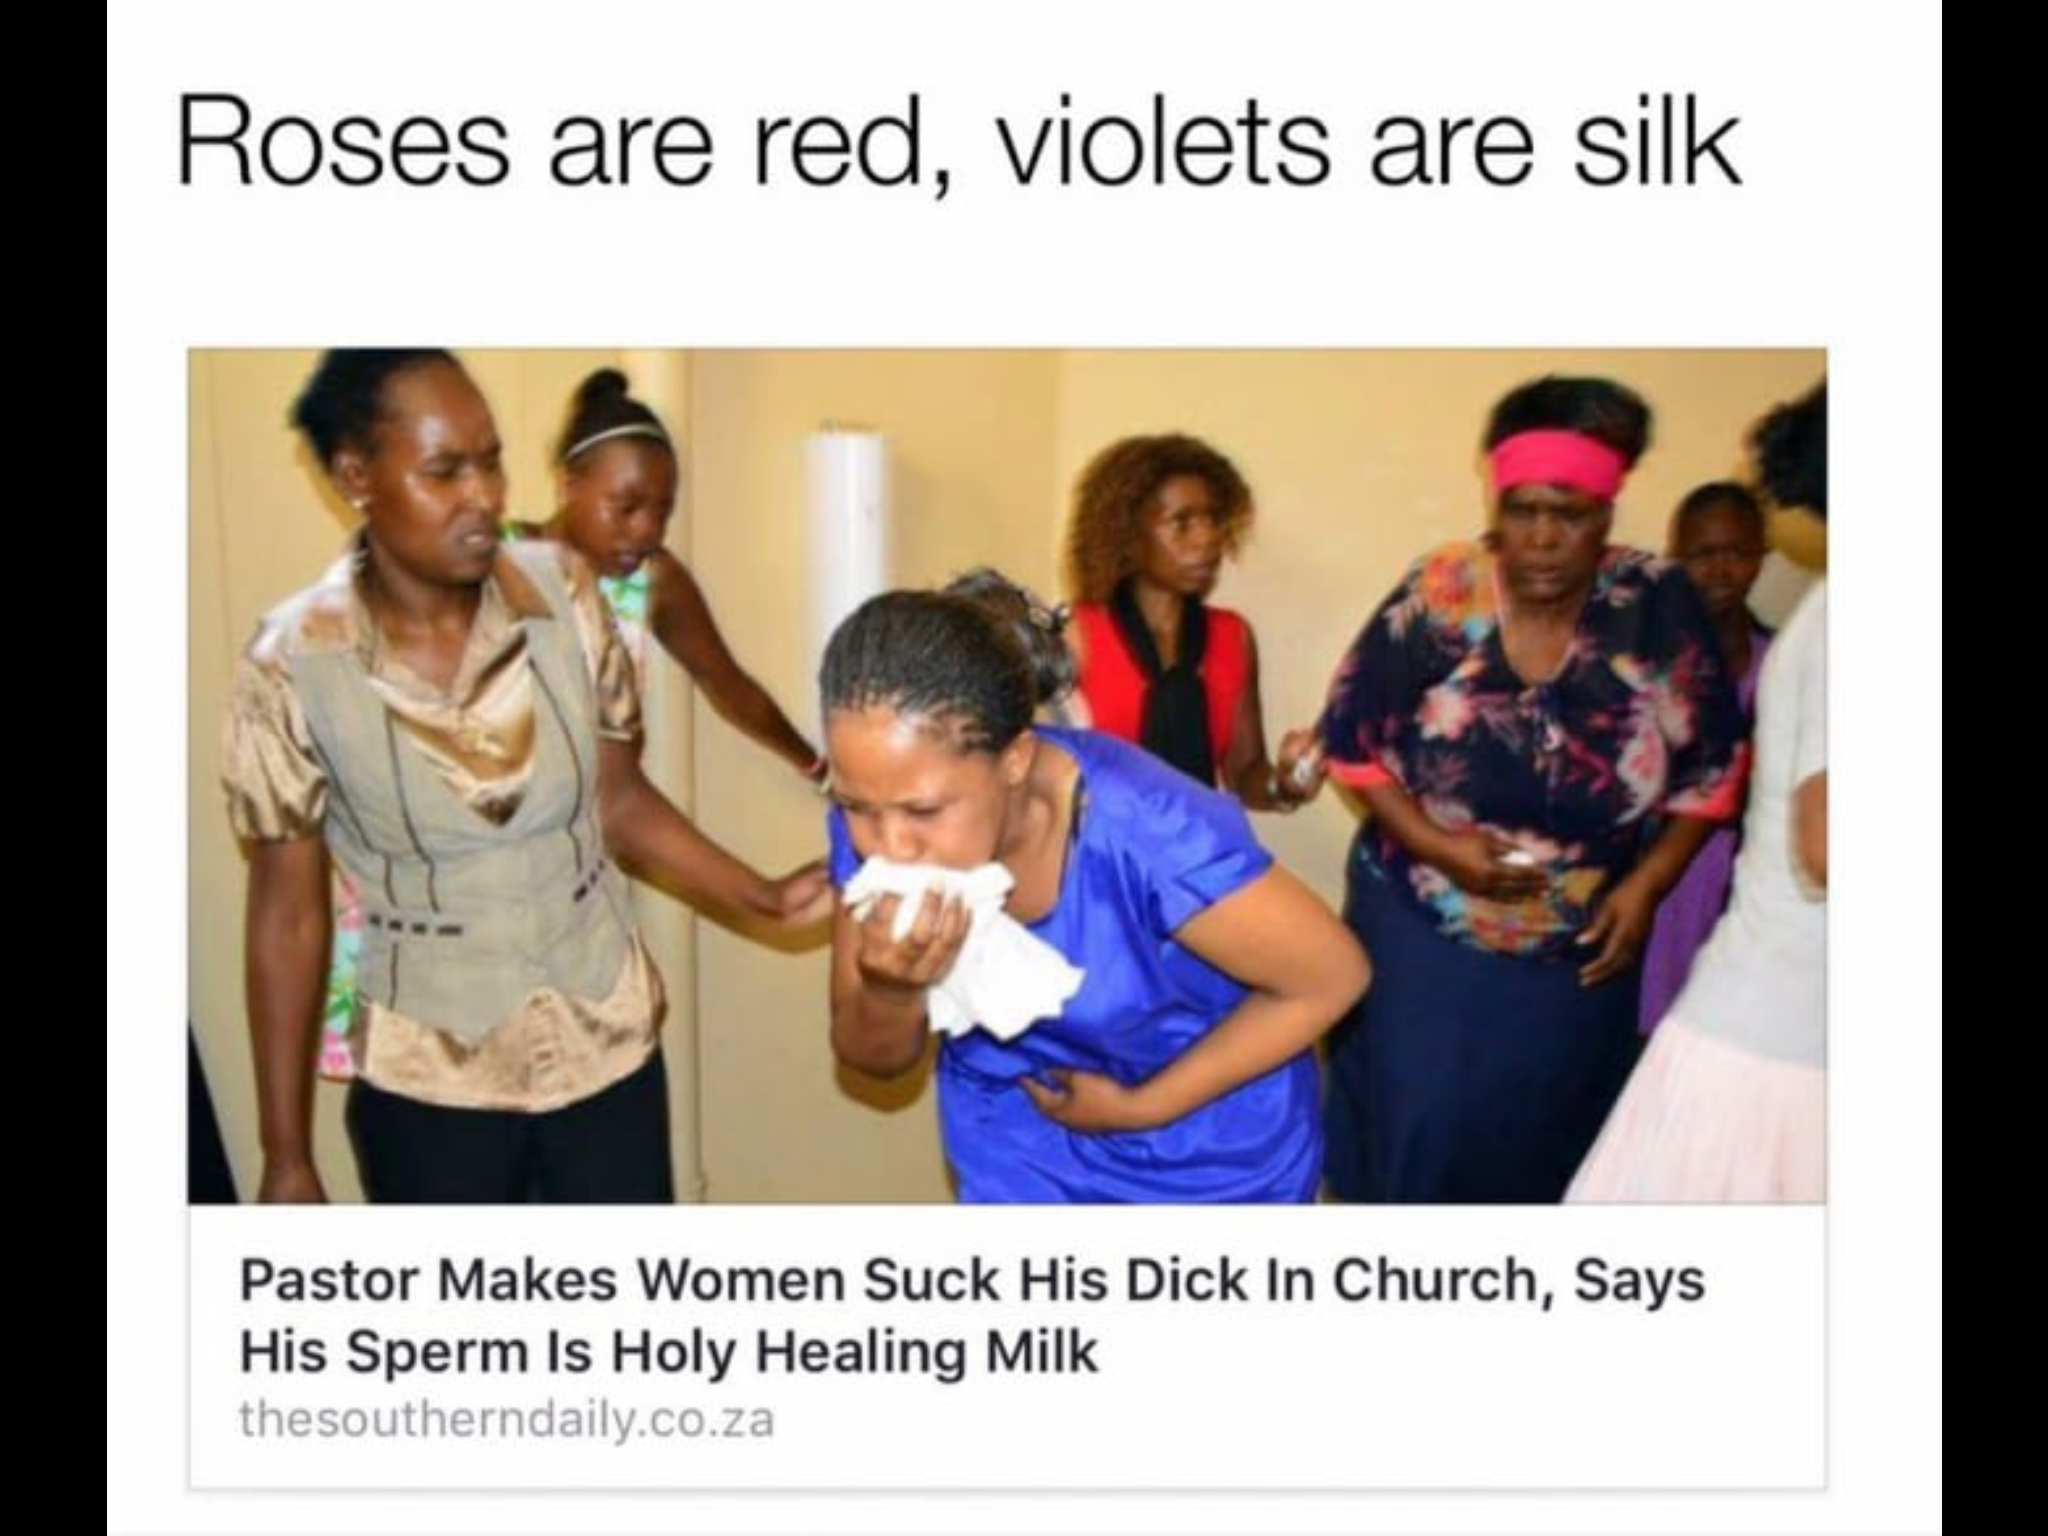 Roses are red, violets are silk
Pastor Makes Women Suck His Dick In Church, Says
His Sperm Is Holy Healing Milk
thesoutherndaily.co.za